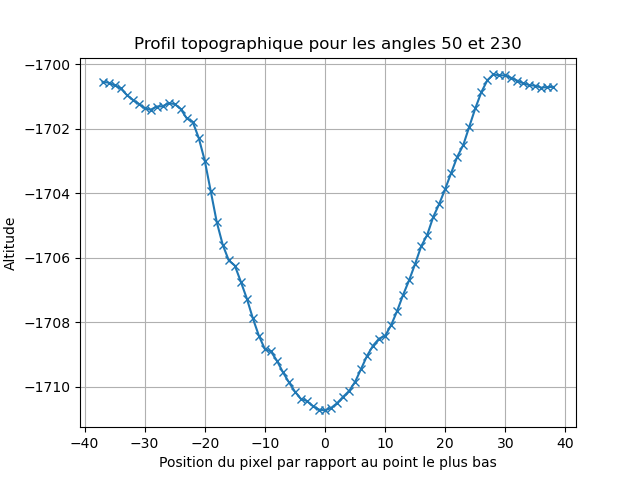 Profil topographique pour les angles 50 et 230
Altitude
−1700
−1702
−1704
−1706
−1708
−1710
−40 −30 −20 −10 0 10 20 30 40
Position du pixel par rapport au point le plus bas